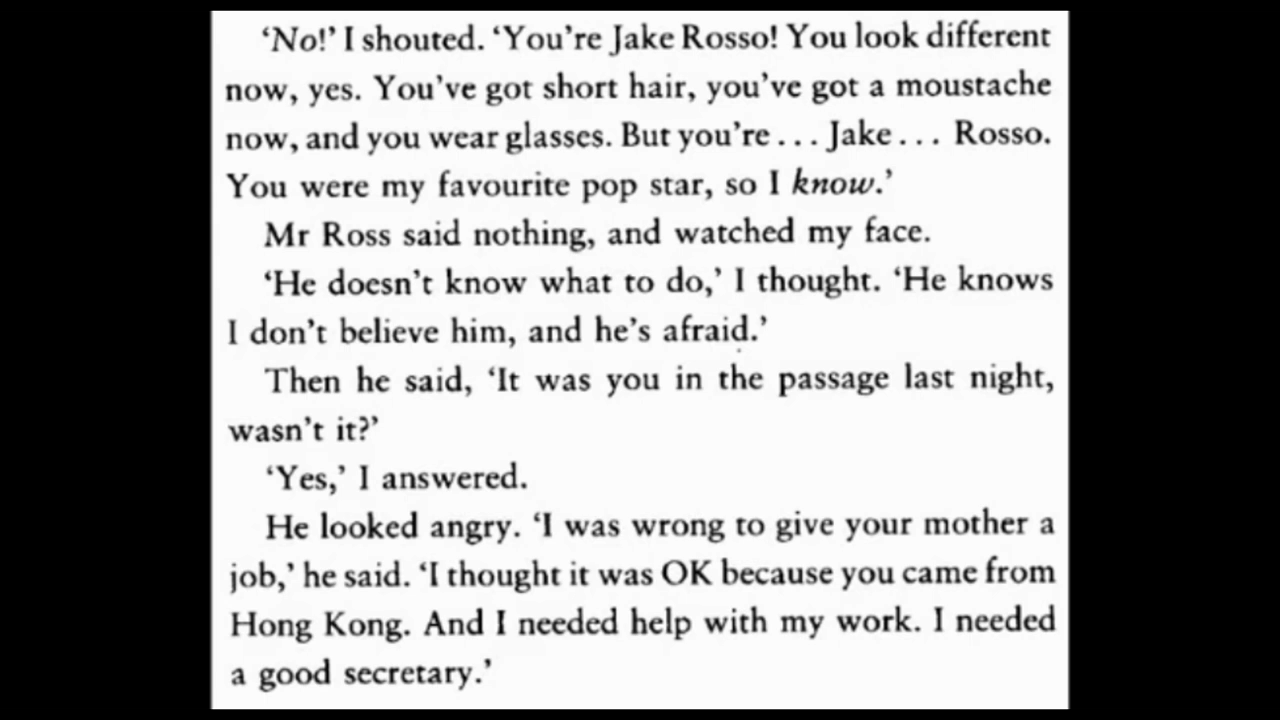 ‘No!’ I shouted. ‘You’re Jake Rosso! You look different
now, yes. You’ve got short hair, you’ve got a moustache
now, and you wear glasses. But you’re . . . Jake . . . Rosso.
You were my favourite pop star, so I know.’
Mr Ross said nothing, and watched my face.
‘He doesn’t know what to do,’ I thought. ‘He knows
I don’t believe him, and he’s afraid.’
Then he said, ‘It was you in the passage last night,
wasn’t it?’
‘Yes,’ I answered.
He looked angry. ‘I was wrong to give your mother a
job,’ he said. ‘I thought it was OK because you came from
Hong Kong. And I needed help with my work. I needed
a good secretary.’